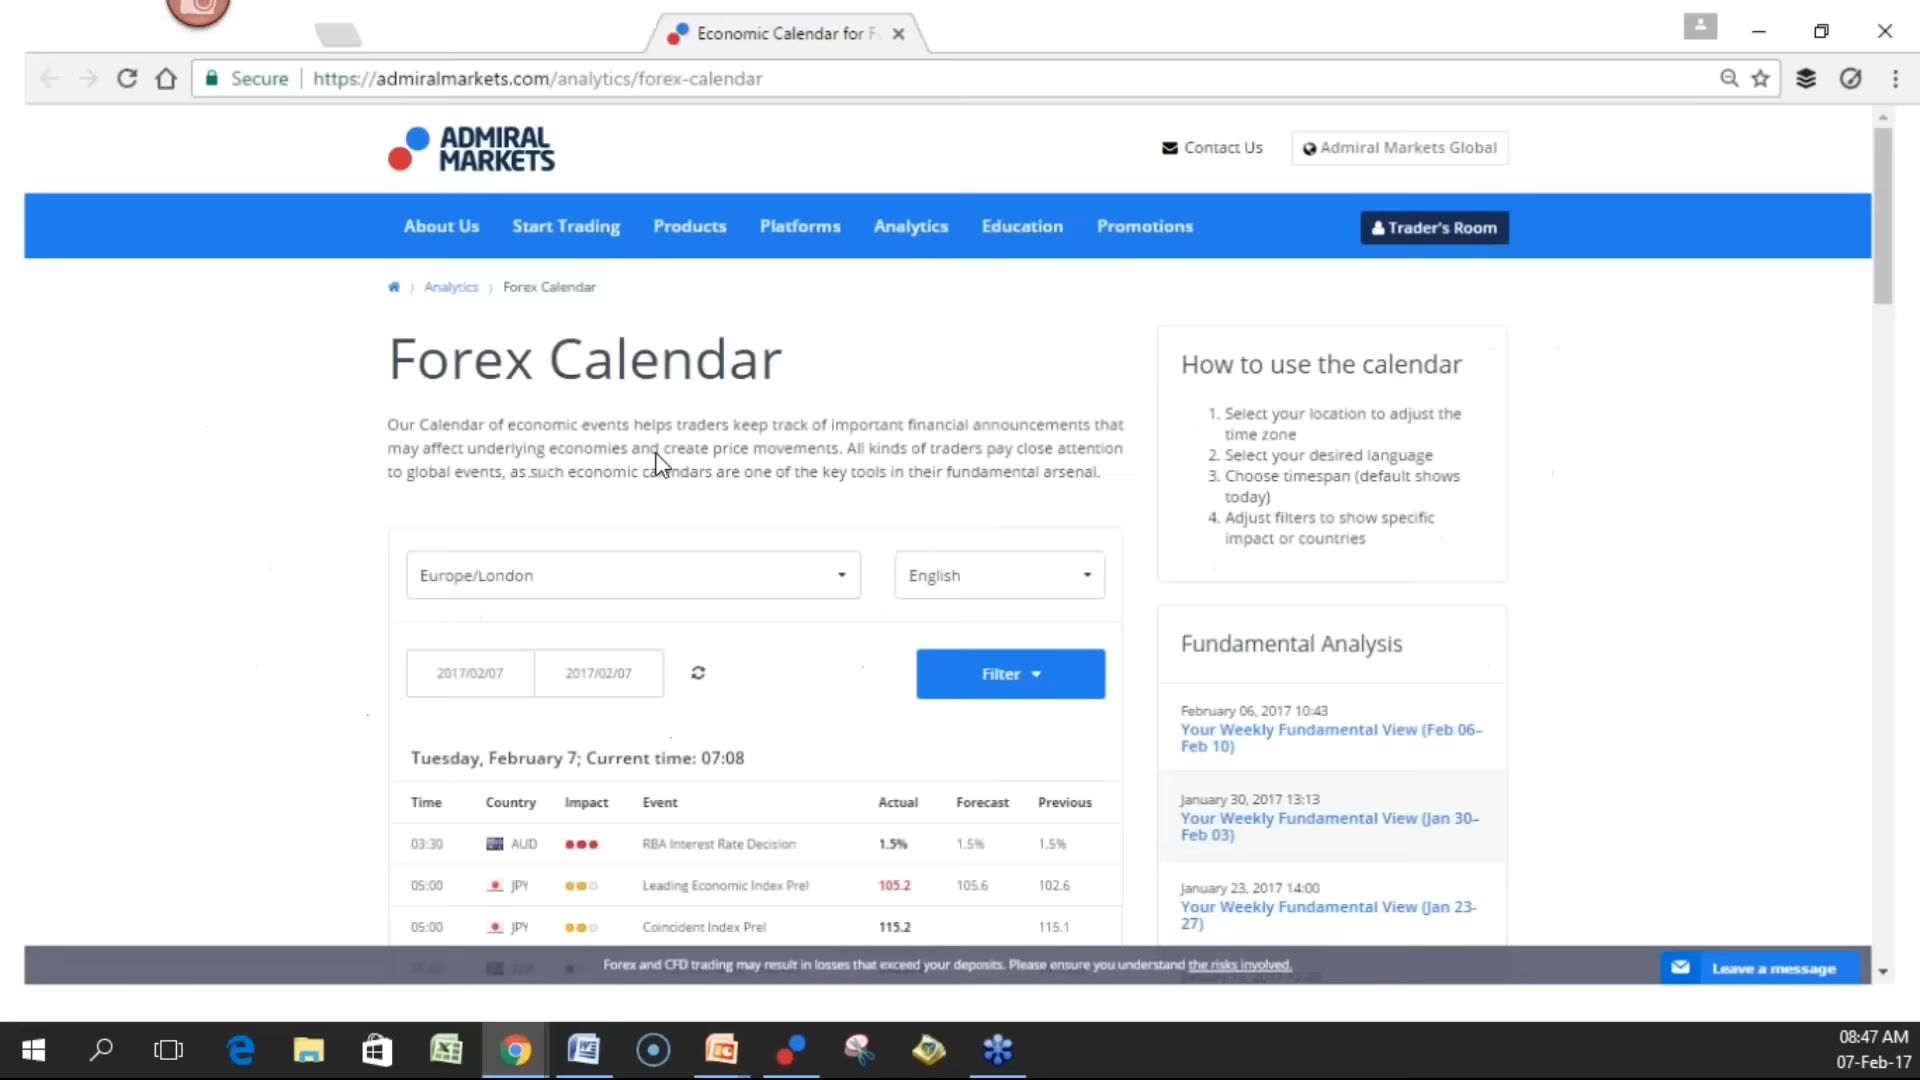 Economic Calendar for F
Secure
https://admiralmarkets.com/analytics/forex-calendar
ADMIRAL
MARKETS
Contact Us
Admiral Markets Global
About Us
Start Trading
Products
Platforms
Analytics
Education
Promotions
Trader's Room
Analytics
Forex Calendar
Forex Calendar
Our Calendar of economic events helps traders keep track of important financial announcements that
may affect underlying economies and create price movements. All kinds of traders pay close attention
to global events, as such economic calendars are one of the key tools in their fundamental arsenal.
Europe/London
English
2017/02/07
2017/02/07
Filter
Tuesday, February 7; Current time: 07:08
Time Country Impact Event Actual Forecast Previous
03:30 AUD RBA Interest Rate Decision 1.5% 1.5% 1.5%
05:00 JPY Leading Economic Index Prel 105.2 105.6 102.6
05:00 JPY Coincident Index Prel 115.2 115.1
How to use the calendar
1. Select your location to adjust the
time zone
2. Select your desired language
3. Choose timespan (default shows
today)
4. Adjust filters to show specific
impact or countries
Fundamental Analysis
February 06, 2017 10:43
Your Weekly Fundamental View (Feb 06–
Feb 10)
January 30, 2017 13:13
Your Weekly Fundamental View (Jan 30–
Feb 03)
January 23, 2017 14:00
Your Weekly Fundamental View (Jan 23-
27)
Forex and CFD trading may result in losses that exceed your deposits. Please ensure you understand the risks involved.
Leave a message
08:47 AM
07-Feb-17